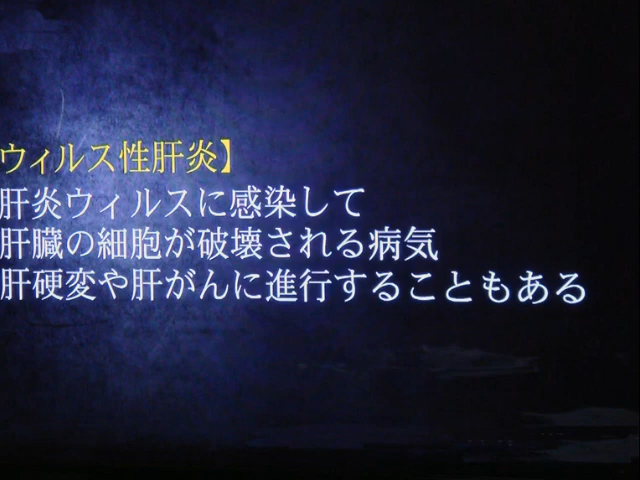 ウィルス性肝炎】
肝炎ウィルスに感染して
肝臓の細胞が破壊される病気
肝硬変や肝がんに進行することもある